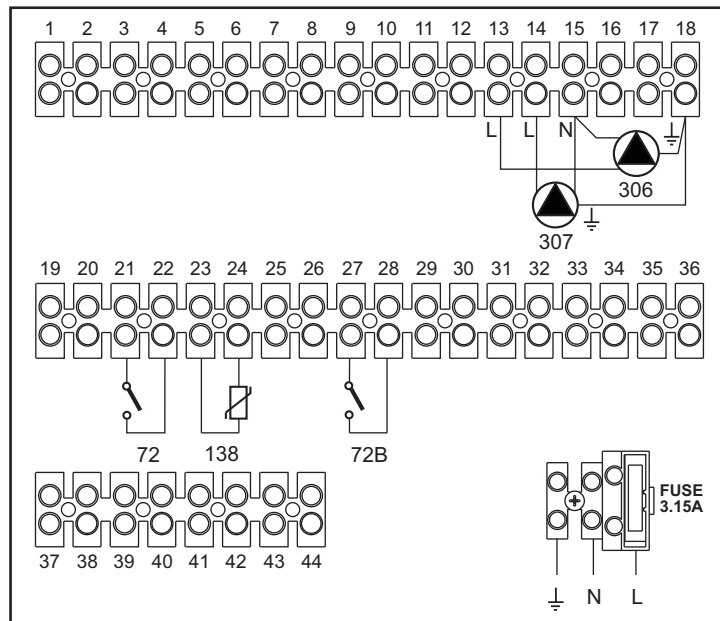 1 2 3 4 5 6 7 8 9 10 11 12 13 14 15 16 17 18
L L N
306
307
19 20 21 22 23 24 25 26 27 28 29 30 31 32 33 34 35 36
72 138 72B
FUSE
3.15A
37 38 39 40 41 42 43 44
N L